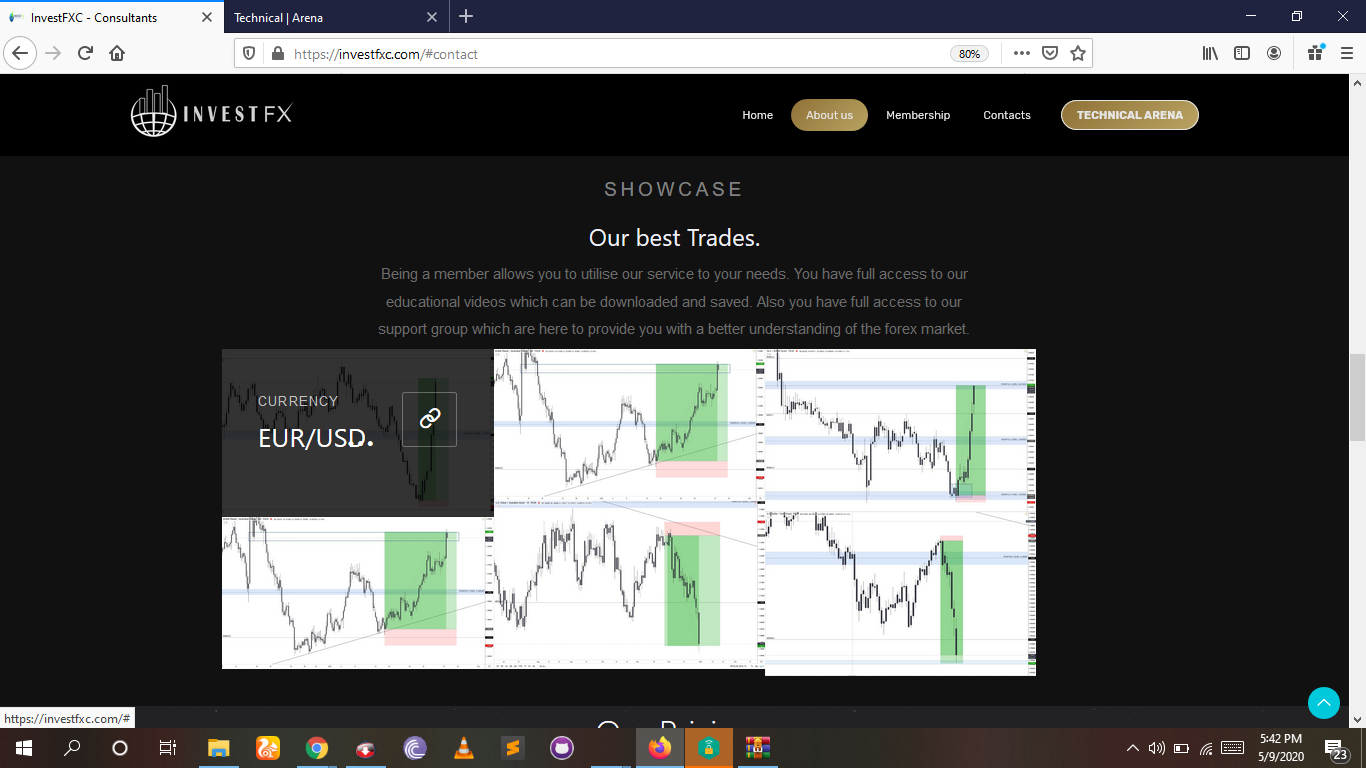 InvestFXC - Consultants
Technical | Arena
https://investfxc.com/#contact
80%
INVEST FX
Home
About us
Membership
Contacts
TECHNICAL ARENA
SHOWCASE
Our best Trades.
Being a member allows you to utilise our service to your needs. You have full access to our
educational videos which can be downloaded and saved. Also you have full access to our
support group which are here to provide you with a better understanding of the forex market.
CURRENCY
EUR/USD.
https://investfxc.com/#
5:42 PM
5/9/2020
23